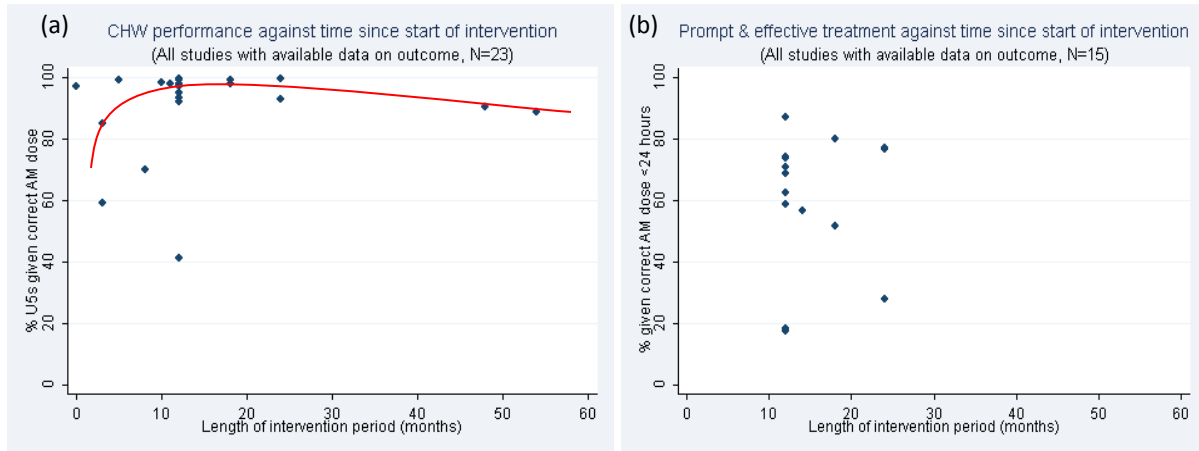 (a) CHW performance against time since start of intervention
(All studies with available data on outcome, N=23)
% U5s given correct AM dose
100
80
60
40
20
0
0 10 20 30 40 50 60
Length of intervention period (months)
(b) Prompt & effective treatment against time since start of intervention
(All studies with available data on outcome, N=15)
% given correct AM dose <24 hours
100
80
60
40
20
0
0 10 20 30 40 50 60
Length of intervention period (months)